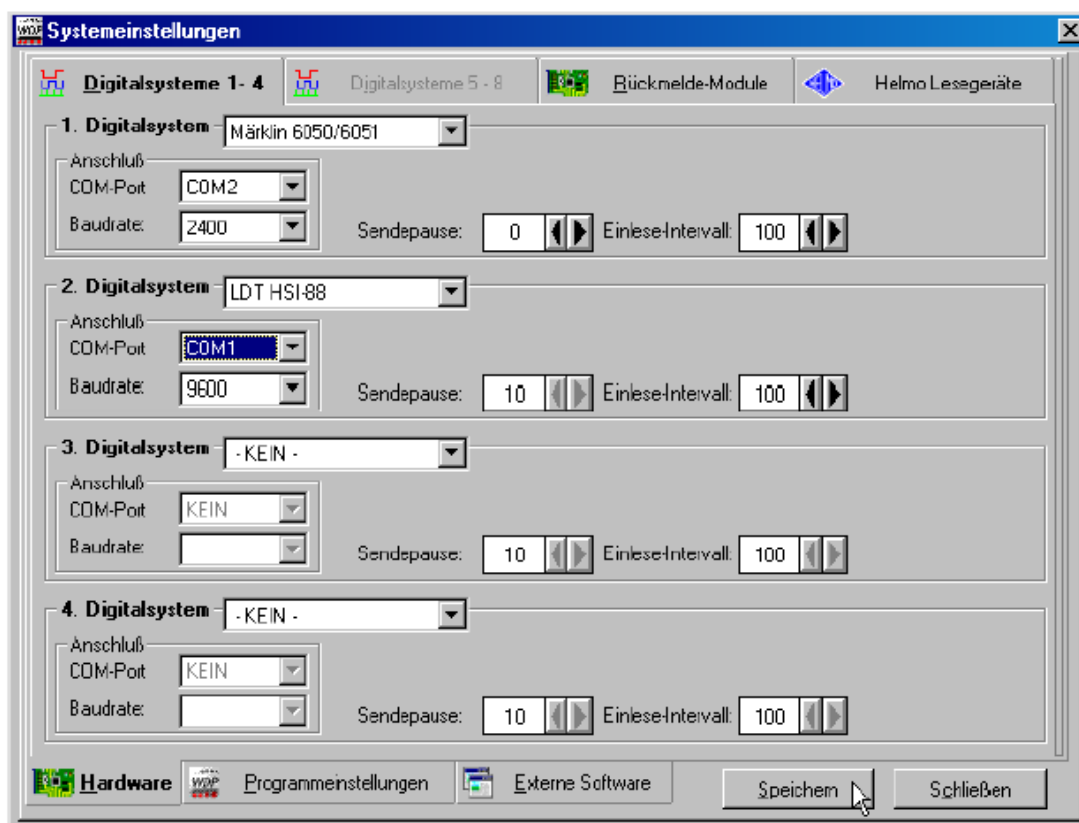 Systemeinstellungen
Digitalsysteme 1- 4 Digitalsysteme 5 - 8 Rückmelde-Module Helmo Lesegeräte
1. Digitalsystem Märklin 6050/6051
Anschluß
COM-Port COM2
Baudrate: 2400 Sendepause: 0 Einlese-Intervall: 100
2. Digitalsystem LDT HSI-88
Anschluß
COM-Port COM1
Baudrate: 9600 Sendepause: 10 Einlese-Intervall: 100
3. Digitalsystem - KEIN -
Anschluß
COM-Port KEIN
Baudrate: Sendepause: 10 Einlese-Intervall: 100
4. Digitalsystem - KEIN -
Anschluß
COM-Port KEIN
Baudrate: Sendepause: 10 Einlese-Intervall: 100
Hardware WDP Programmeinstellungen Externe Software Speichern Schließen